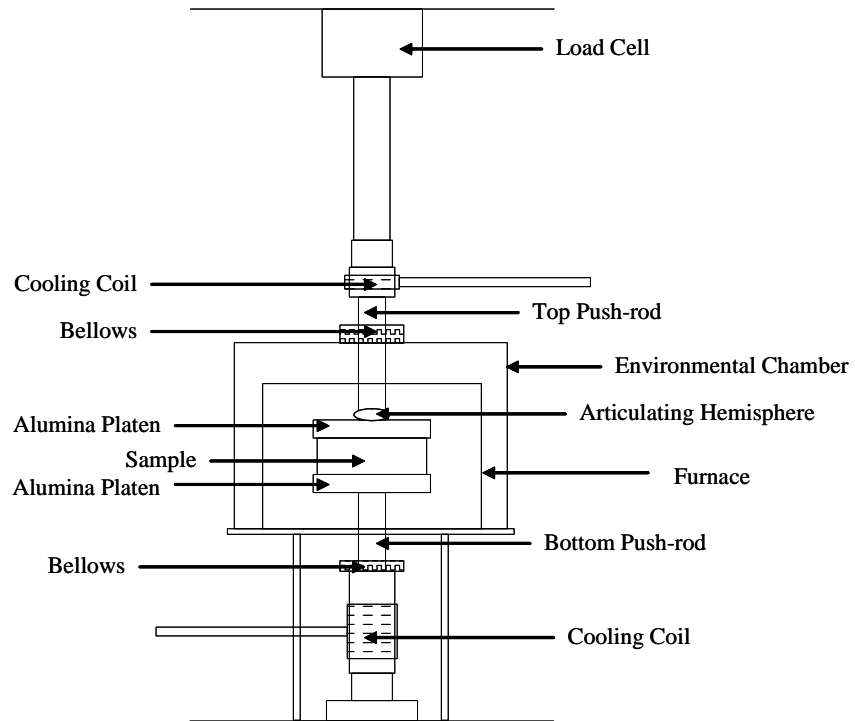 Load Cell
Cooling Coil
Top Push-rod
Bellows
Environmental Chamber
Articulating Hemisphere
Alumina Platen
Sample
Furnace
Alumina Platen
Bottom Push-rod
Bellows
Cooling Coil